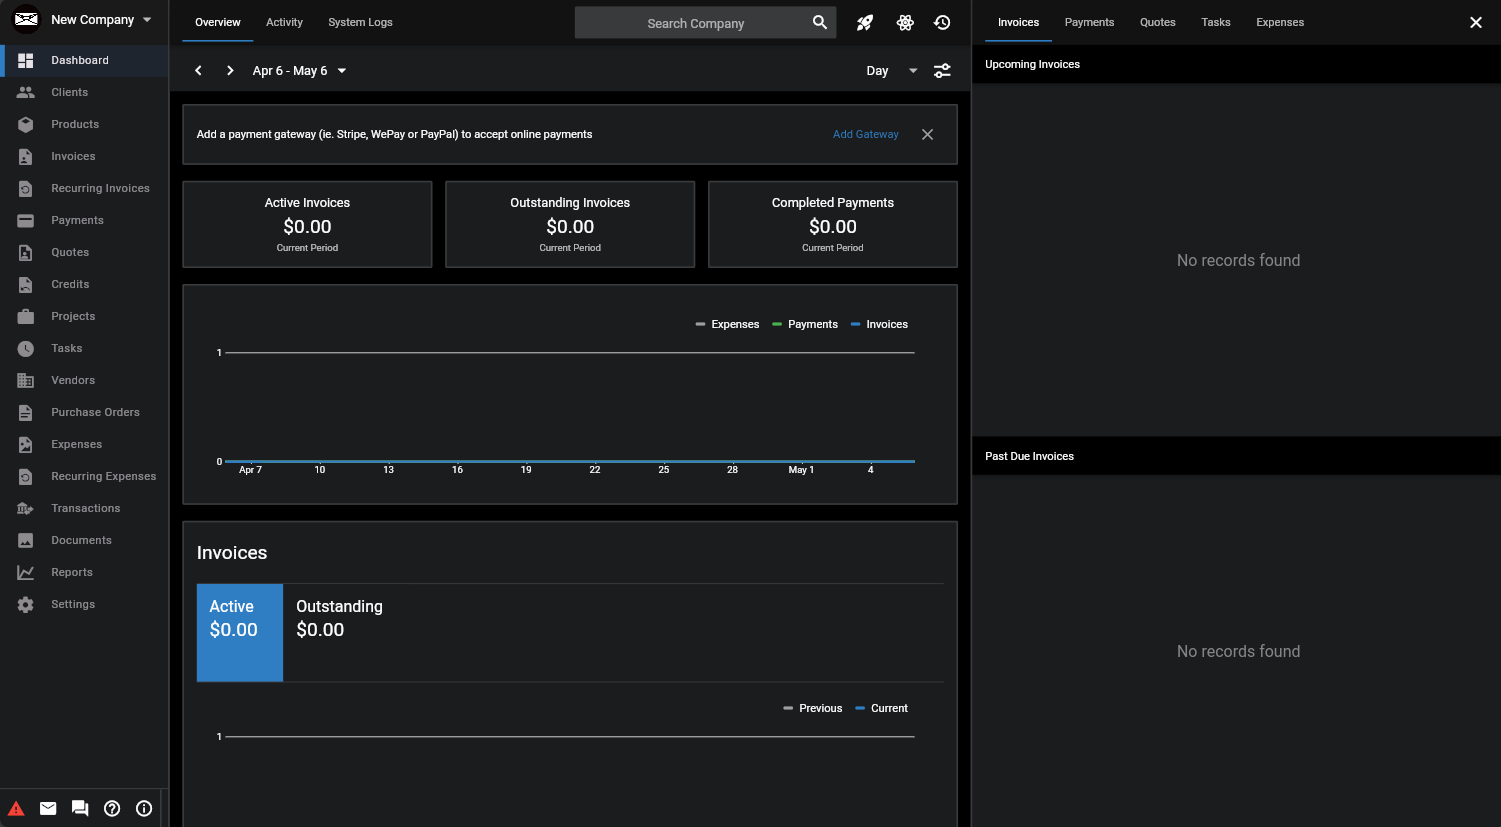 New Company
Dashboard
Clients
Products
Invoices
Recurring Invoices
Payments
Quotes
Credits
Projects
Tasks
Vendors
Purchase Orders
Expenses
Recurring Expenses
Transactions
Documents
Reports
Settings
Overview Activity System Logs
Search Company
Apr 6 - May 6
Day
Add a payment gateway (ie. Stripe, WePay or PayPal) to accept online payments
Add Gateway
Active Invoices
$0.00
Current Period
Outstanding Invoices
$0.00
Current Period
Completed Payments
$0.00
Current Period
Expenses Payments Invoices
1
0
Apr 7 10 13 16 19 22 25 28 May 1 4
Invoices
Active
$0.00
Outstanding
$0.00
Previous Current
1
Invoices Payments Quotes Tasks Expenses
Upcoming Invoices
No records found
Past Due Invoices
No records found